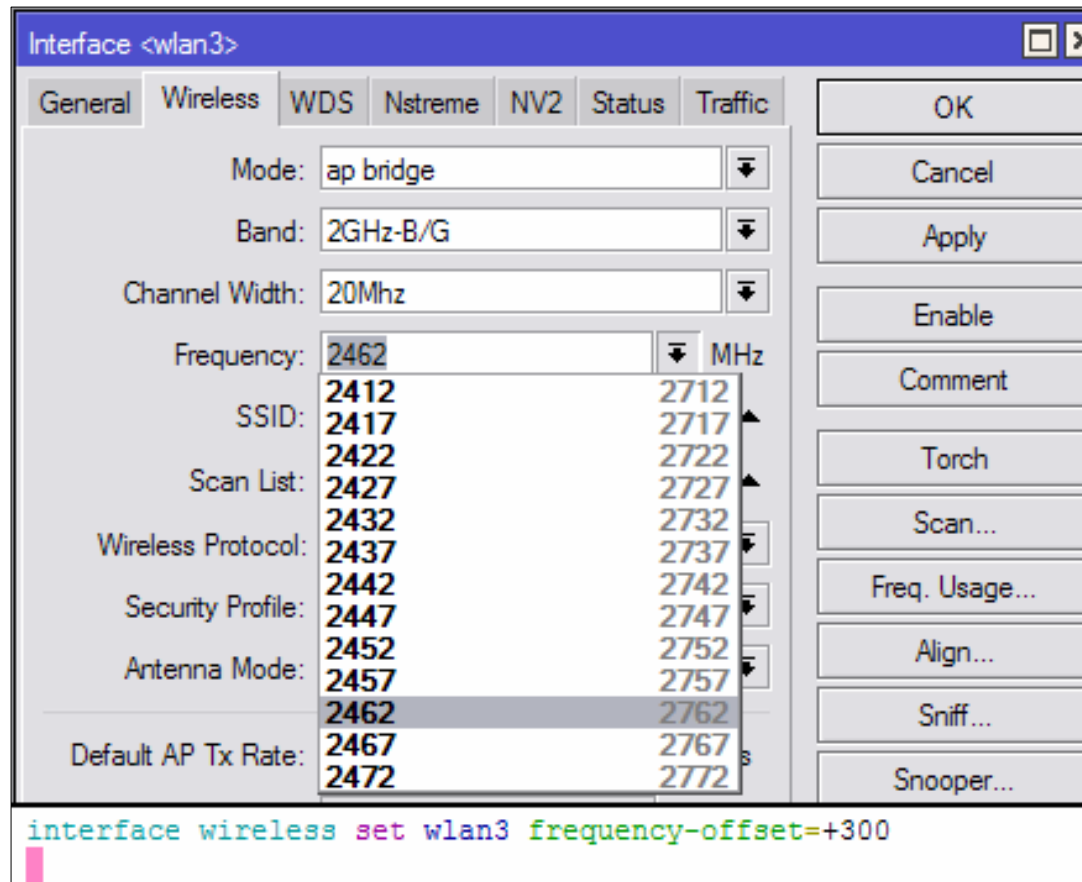 Interface <wlan3>
General Wireless WDS Nstreme NV2 Status Traffic
OK
Mode: ap bridge
Cancel
Band: 2GHz-B/G
Apply
Channel Width: 20Mhz
Enable
Frequency: 2462 MHz
Comment
2412 2712
SSID:
2417 2717
2422 2722
Torch
Scan List:
2427 2727
2432 2732
Scan...
Wireless Protocol:
2437 2737
2442 2742
Freq. Usage...
Security Profile:
2447 2747
2452 2752
Align...
Antenna Mode:
2457 2757
2462 2762
Sniff...
Default AP Tx Rate:
2467 2767
2472 2772
Snooper...
interface wireless set wlan3 frequency-offset=+300